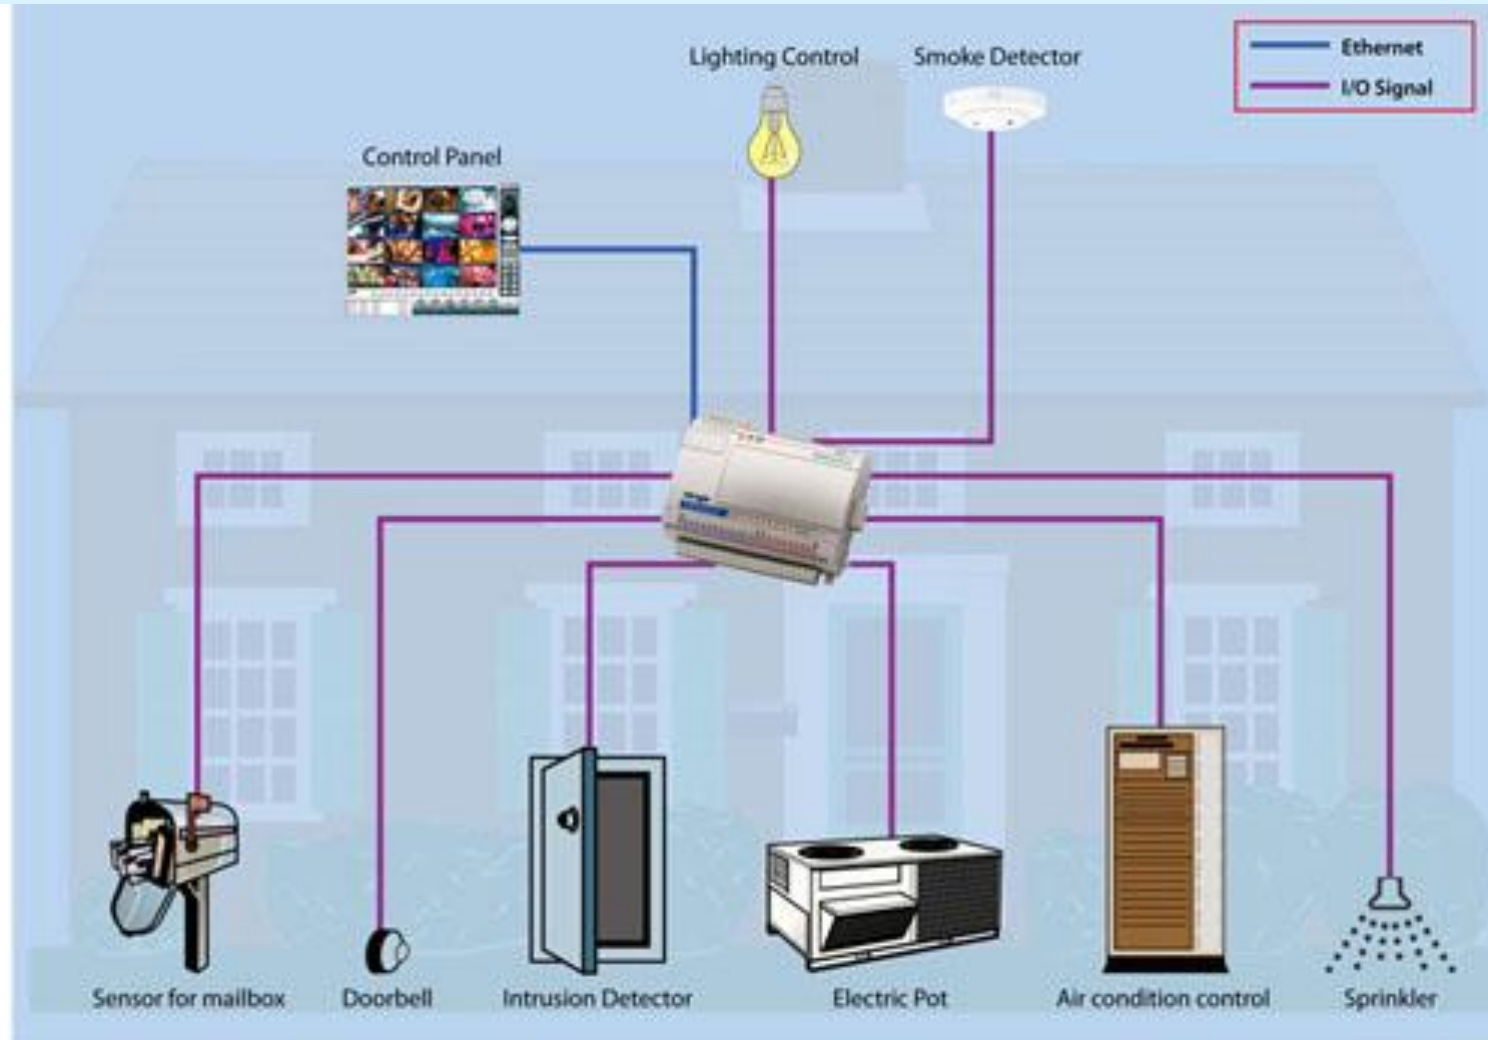 Lighting Control
Smoke Detector
Ethernet
I/O Signal
Control Panel
Sensor for mailbox
Doorbell
Intrusion Detector
Electric Pot
Air condition control
Sprinkler